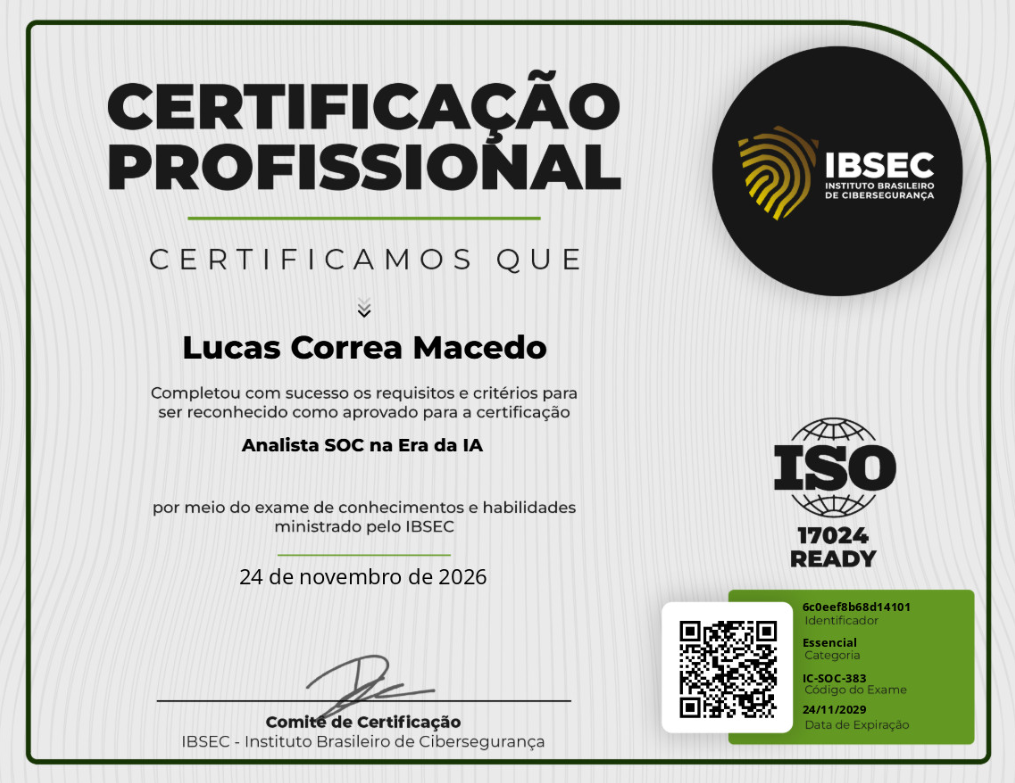 CERTIFICAÇÃO
PROFISSIONAL
IBSEC
INSTITUTO BRASILEIRO
DE CIBERSEGURANÇA
CERTIFICAMOS QUE
Lucas Correa Macedo
Completou com sucesso os requisitos e critérios para
ser reconhecido como aprovado para a certificação
Analista SOC na Era da IA
por meio do exame de conhecimentos e habilidades
ministrado pelo IBSEC
24 de novembro de 2026
Comitê de Certificação
IBSEC - Instituto Brasileiro de Cibersegurança
ISO
17024
READY
6c0eef8b68d14101
Identificador
Essencial
Categoria
IC-SOC-383
Código do Exame
24/11/2029
Data de Expiração